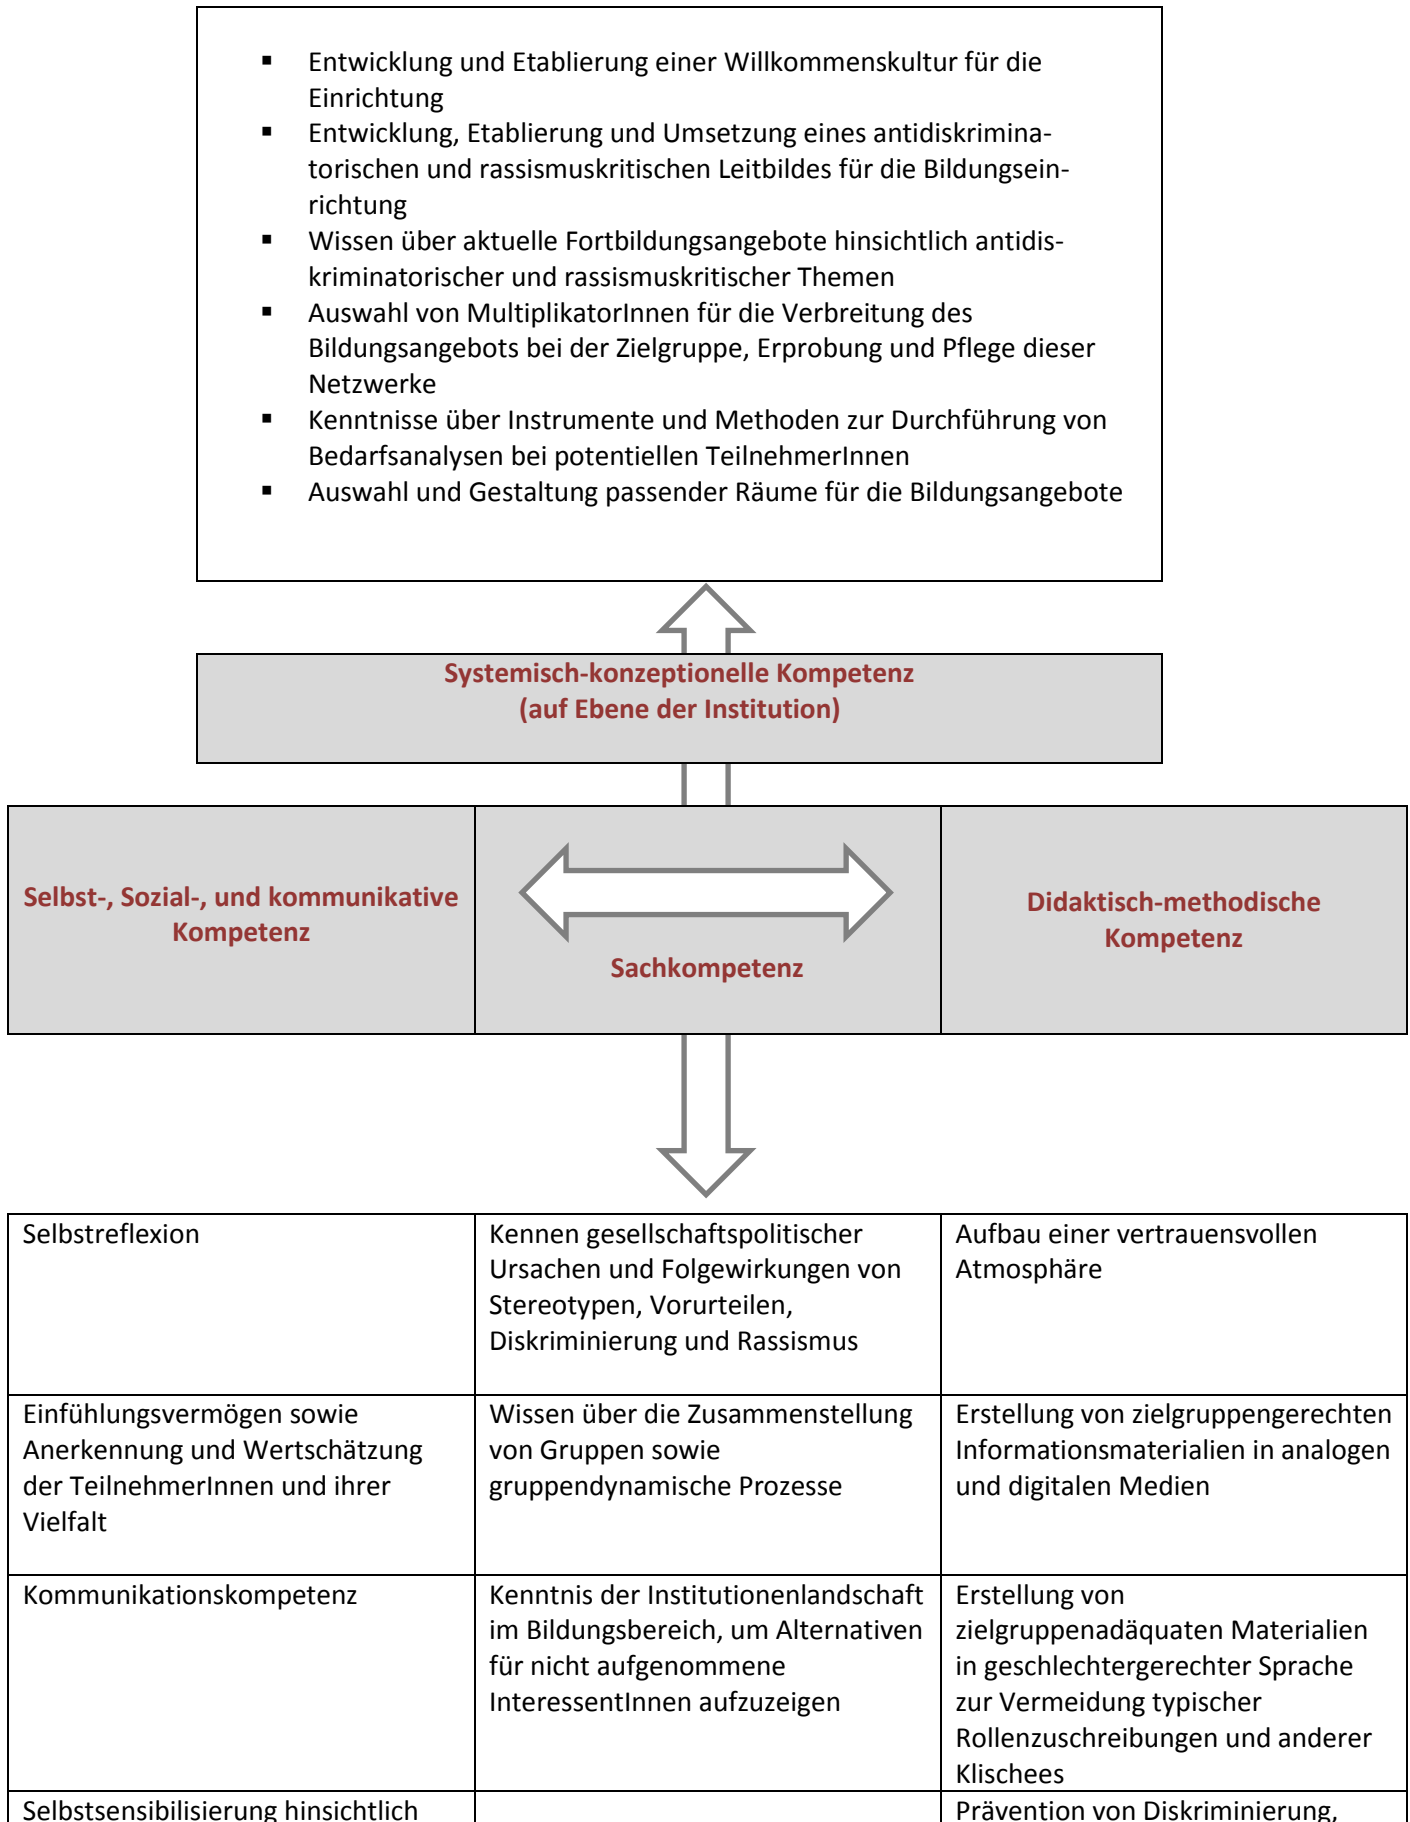 ▪ Entwicklung und Etablierung einer Willkommenskultur für die
Einrichtung
▪ Entwicklung, Etablierung und Umsetzung eines antidiskrimina-
torischen und rassismuskritischen Leitbildes für die Bildungsein-
richtung
▪ Wissen über aktuelle Fortbildungsangebote hinsichtlich antidis-
kriminatorischer und rassismuskritischer Themen
▪ Auswahl von MultiplikatorInnen für die Verbreitung des
Bildungsangebots bei der Zielgruppe, Erprobung und Pflege dieser
Netzwerke
▪ Kenntnisse über Instrumente und Methoden zur Durchführung von
Bedarfsanalysen bei potentiellen TeilnehmerInnen
▪ Auswahl und Gestaltung passender Räume für die Bildungsangebote
Systemisch-konzeptionelle Kompetenz
(auf Ebene der Institution)
Selbst-, Sozial-, und kommunikative
Kompetenz
Sachkompetenz
Didaktisch-methodische
Kompetenz
Selbstreflexion
Kennen gesellschaftspolitischer
Ursachen und Folgewirkungen von
Stereotypen, Vorurteilen,
Diskriminierung und Rassismus
Aufbau einer vertrauensvollen
Atmosphäre
Einfühlungsvermögen sowie
Anerkennung und Wertschätzung
der TeilnehmerInnen und ihrer
Vielfalt
Wissen über die Zusammenstellung
von Gruppen sowie
gruppendynamische Prozesse
Erstellung von zielgruppengerechten
Informationsmaterialien in analogen
und digitalen Medien
Kommunikationskompetenz
Kenntnis der Institutionenlandschaft
im Bildungsbereich, um Alternativen
für nicht aufgenommene
InteressentInnen aufzuzeigen
Erstellung von
zielgruppenadäquaten Materialien
in geschlechtergerechter Sprache
zur Vermeidung typischer
Rollenzuschreibungen und anderer
Klischees
Selbstsensibilisierung hinsichtlich
Prävention von Diskriminierung,